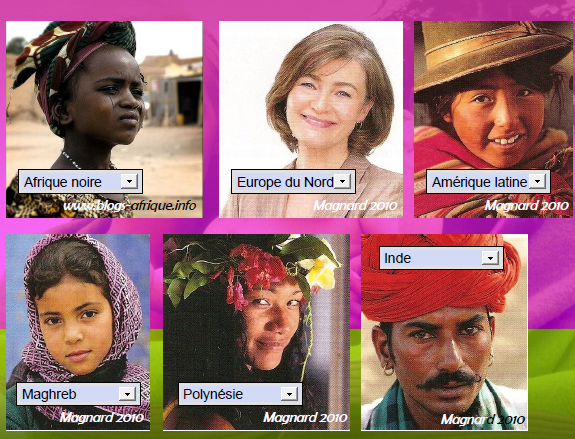 Afrique noire
www.blogs-afrique.info
Europe du Nord
Magnard 2010
Amérique latine
Magnard 2010
Maghreb
Magnard 2010
Polynésie
Magnard 2010
Inde
Magnard 2010